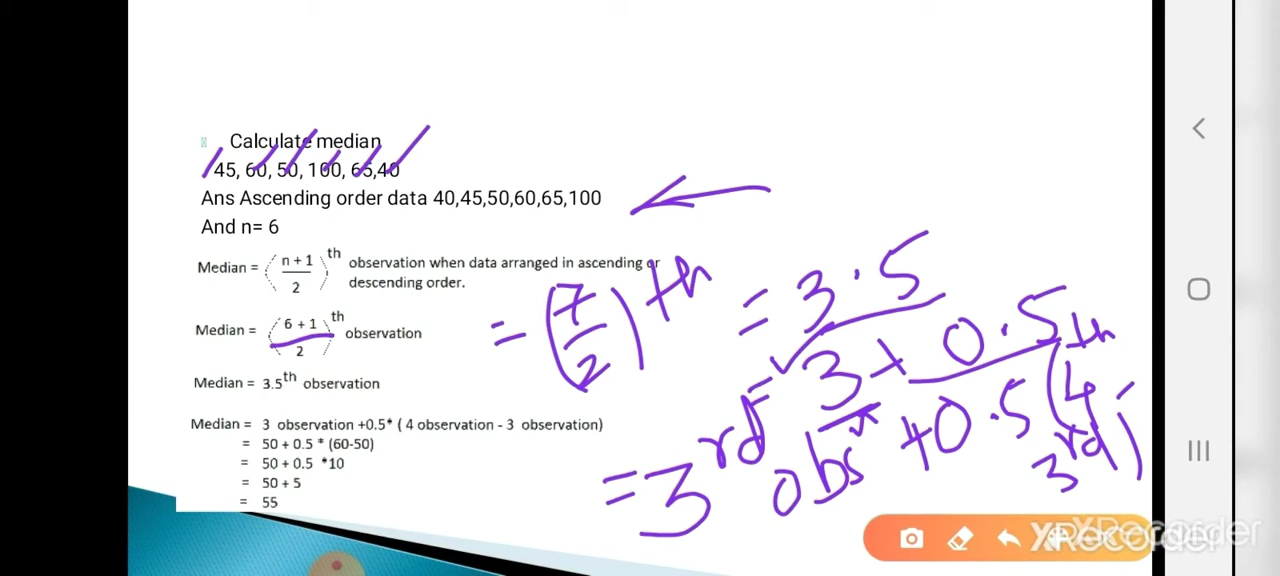 Calculate median
45, 60, 50, 100, 65,40
Ans Ascending order data 40,45,50,60,65,100
And n= 6
Median = ( n + 1 / 2 ) th observation when data arranged in ascending or descending order.
Median = ( 6 + 1 / 2 ) th observation
= (7/2)th = 3.5
3 + 0.5
Median = 3.5th observation
= 3rd obsn + 0.5 (4th - 3rd)
Median = 3 observation +0.5* ( 4 observation - 3 observation)
= 50 + 0.5 * (60-50)
= 50 + 0.5 *10
= 50 + 5
= 55
XRecorder